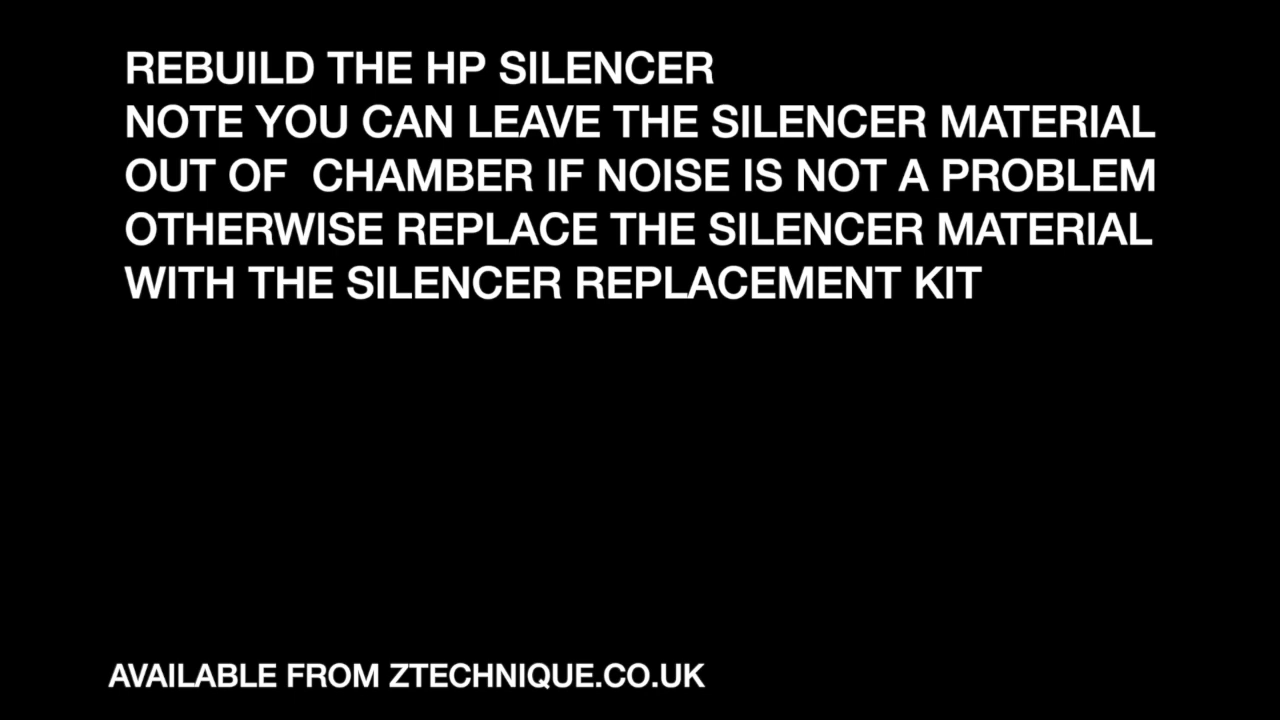 REBUILD THE HP SILENCER
NOTE YOU CAN LEAVE THE SILENCER MATERIAL
OUT OF  CHAMBER IF NOISE IS NOT A PROBLEM
OTHERWISE REPLACE THE SILENCER MATERIAL
WITH THE SILENCER REPLACEMENT KIT
AVAILABLE FROM ZTECHNIQUE.CO.UK